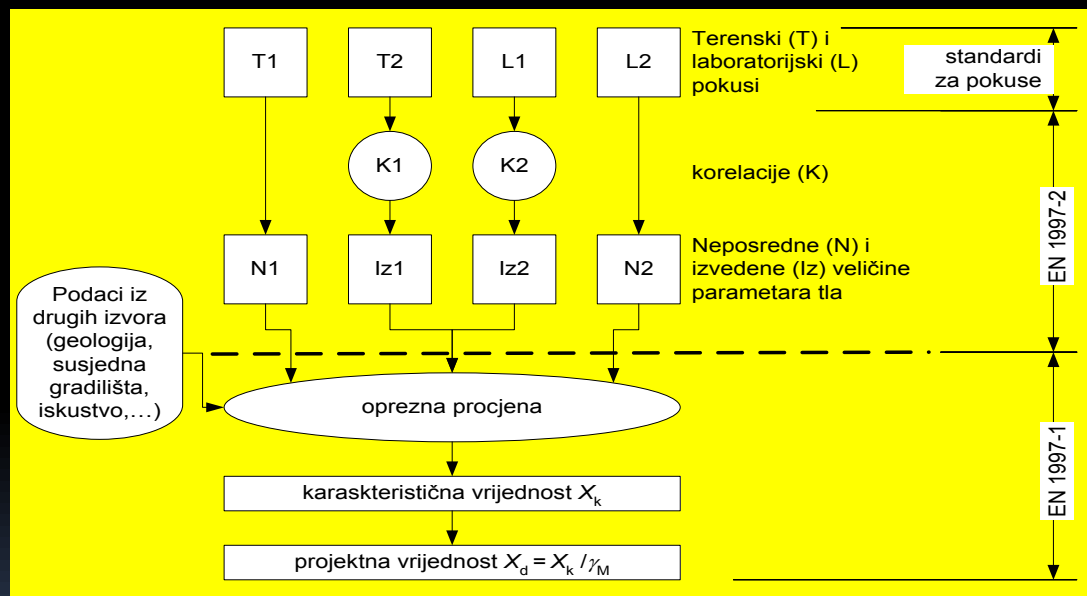 T1
T2
L1
L2
Terenski (T) i
laboratorijski (L)
pokusi
standardi
za pokuse
K1
K2
korelacije (K)
EN 1997-2
N1
Iz1
Iz2
N2
Neposredne (N) i
izvedene (Iz) veličine
parametara tla
Podaci iz
drugih izvora
(geologija,
susjedna
gradilišta,
iskustvo,…)
oprezna procjena
EN 1997-1
karaskteristična vrijednost Xk
projektna vrijednost Xd = Xk /γM